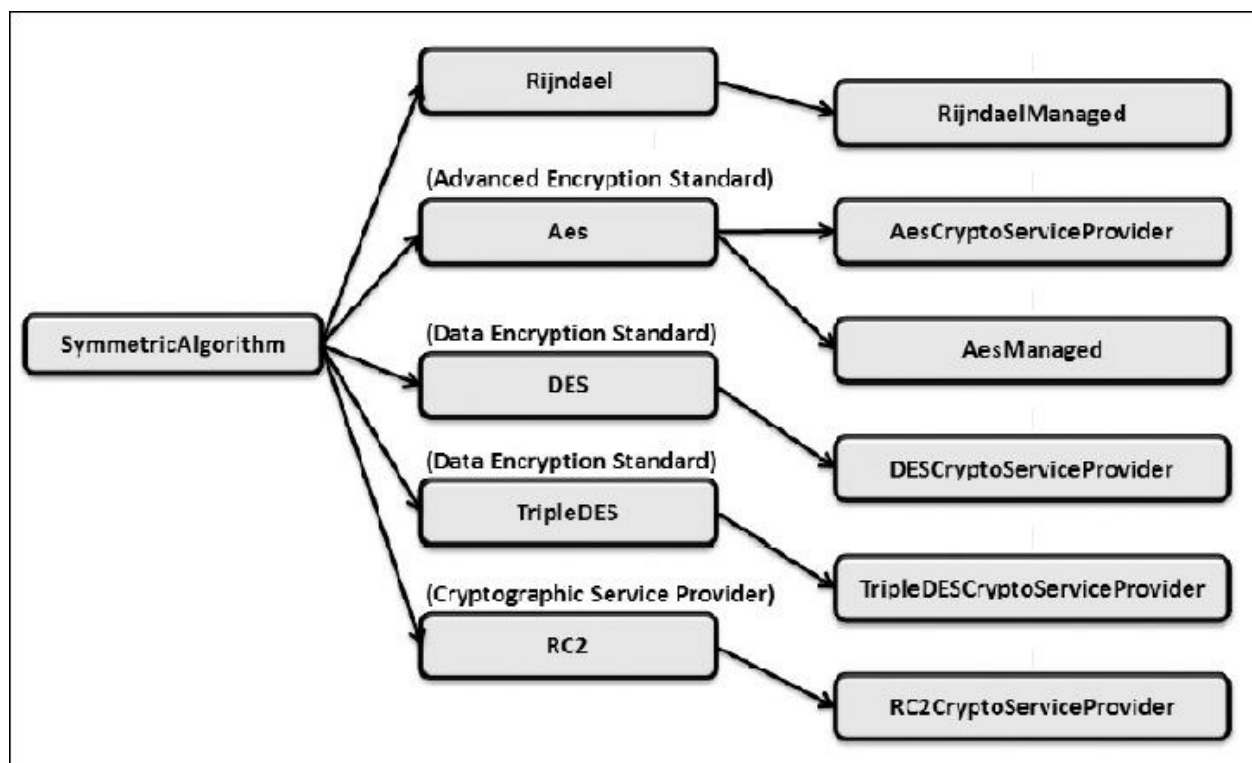 Rijndael
RijndaelManaged
(Advanced Encryption Standard)
Aes
AesCryptoServiceProvider
SymmetricAlgorithm
(Data Encryption Standard)
AesManaged
DES
DESCryptoServiceProvider
(Data Encryption Standard)
TripleDES
TripleDESCryptoServiceProvider
(Cryptographic Service Provider)
RC2
RC2CryptoServiceProvider